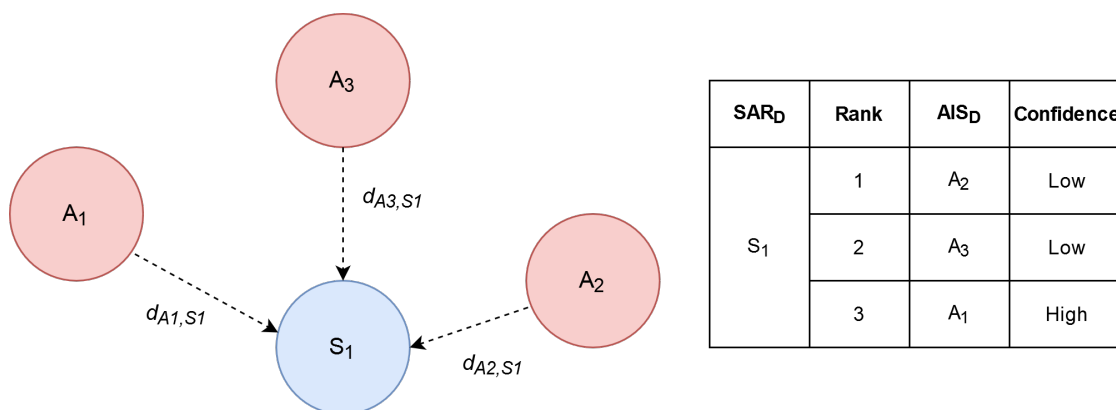 A3
A1
dA3,S1
A2
dA1,S1
S1
dA2,S1
SARD Rank AISD Confidence
S1
1 A2 Low
2 A3 Low
3 A1 High